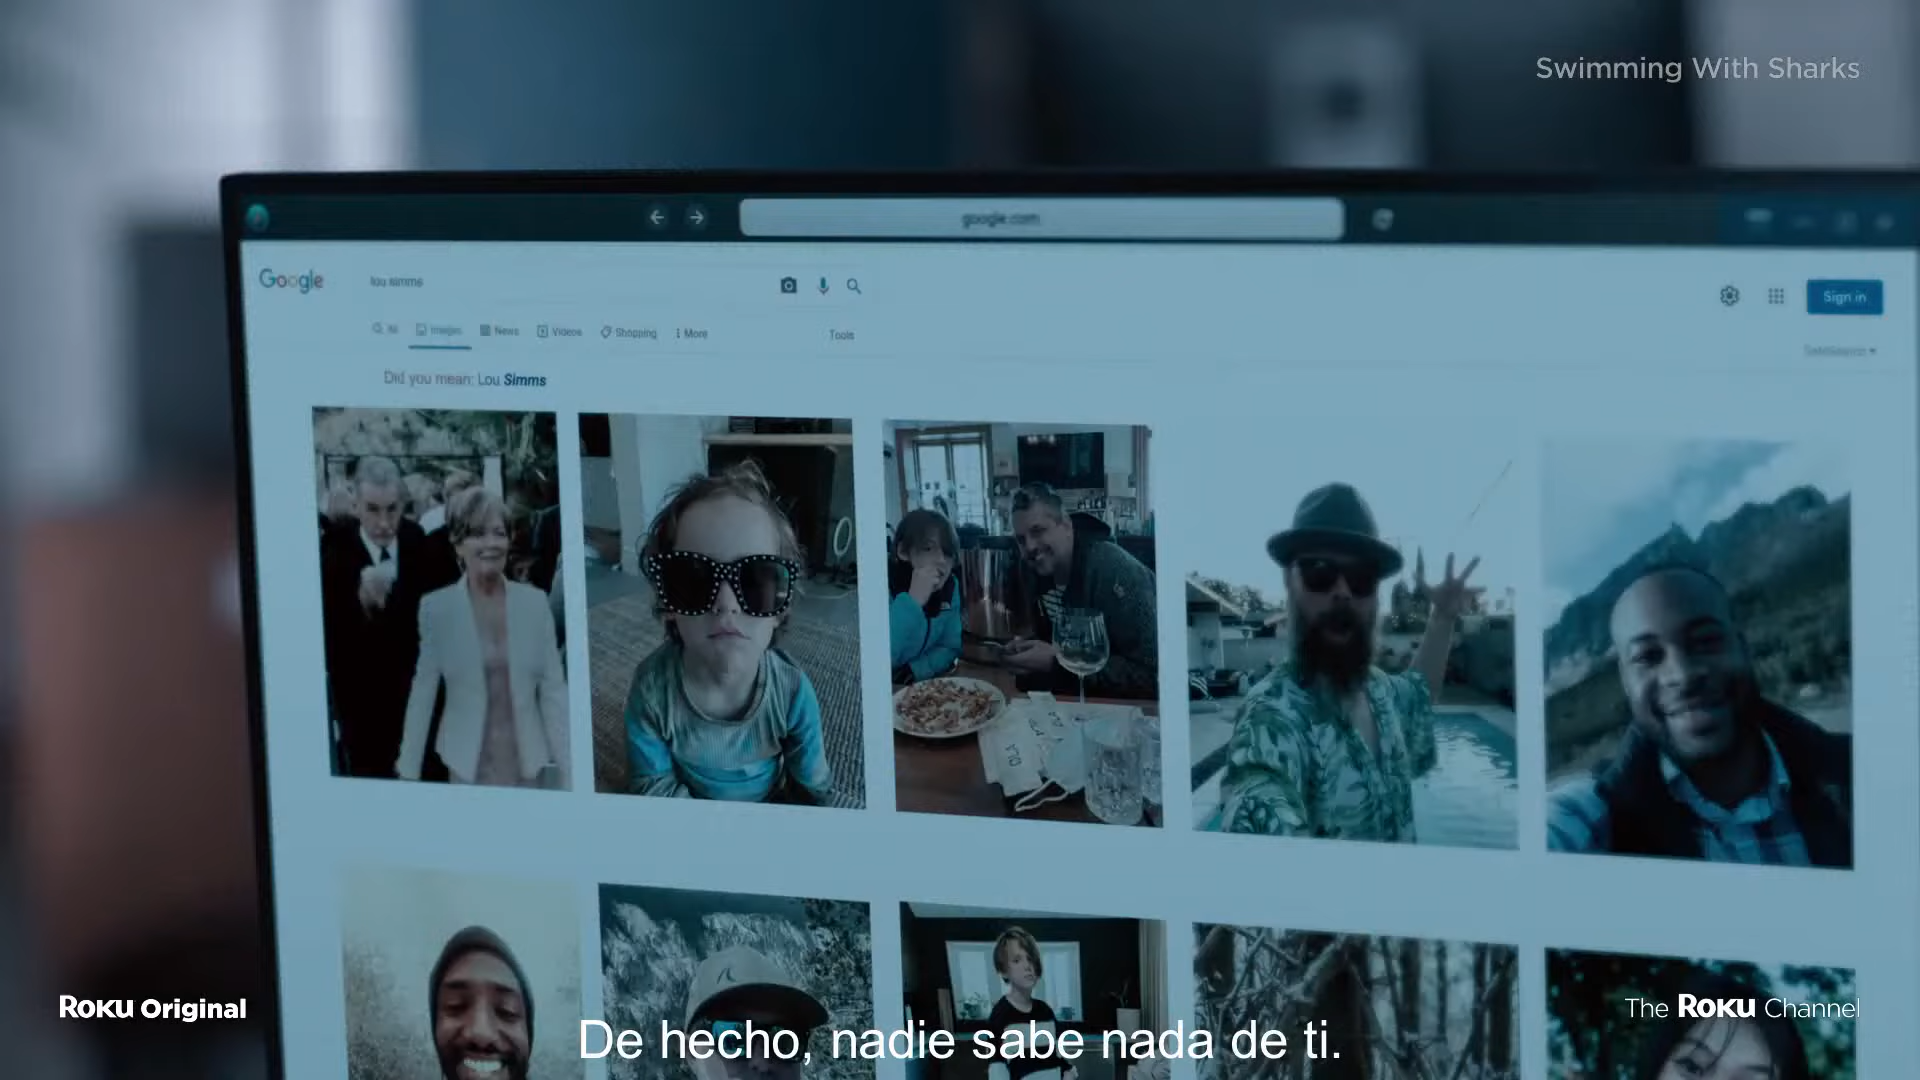 Swimming With Sharks
google.com
Google
lou simms
Sign in
All
Images
News
Videos
Shopping
More
Tools
SafeSearch
Did you mean: Lou Simms
ROKU Original
The ROKU Channel
De hecho, nadie sabe nada de ti.